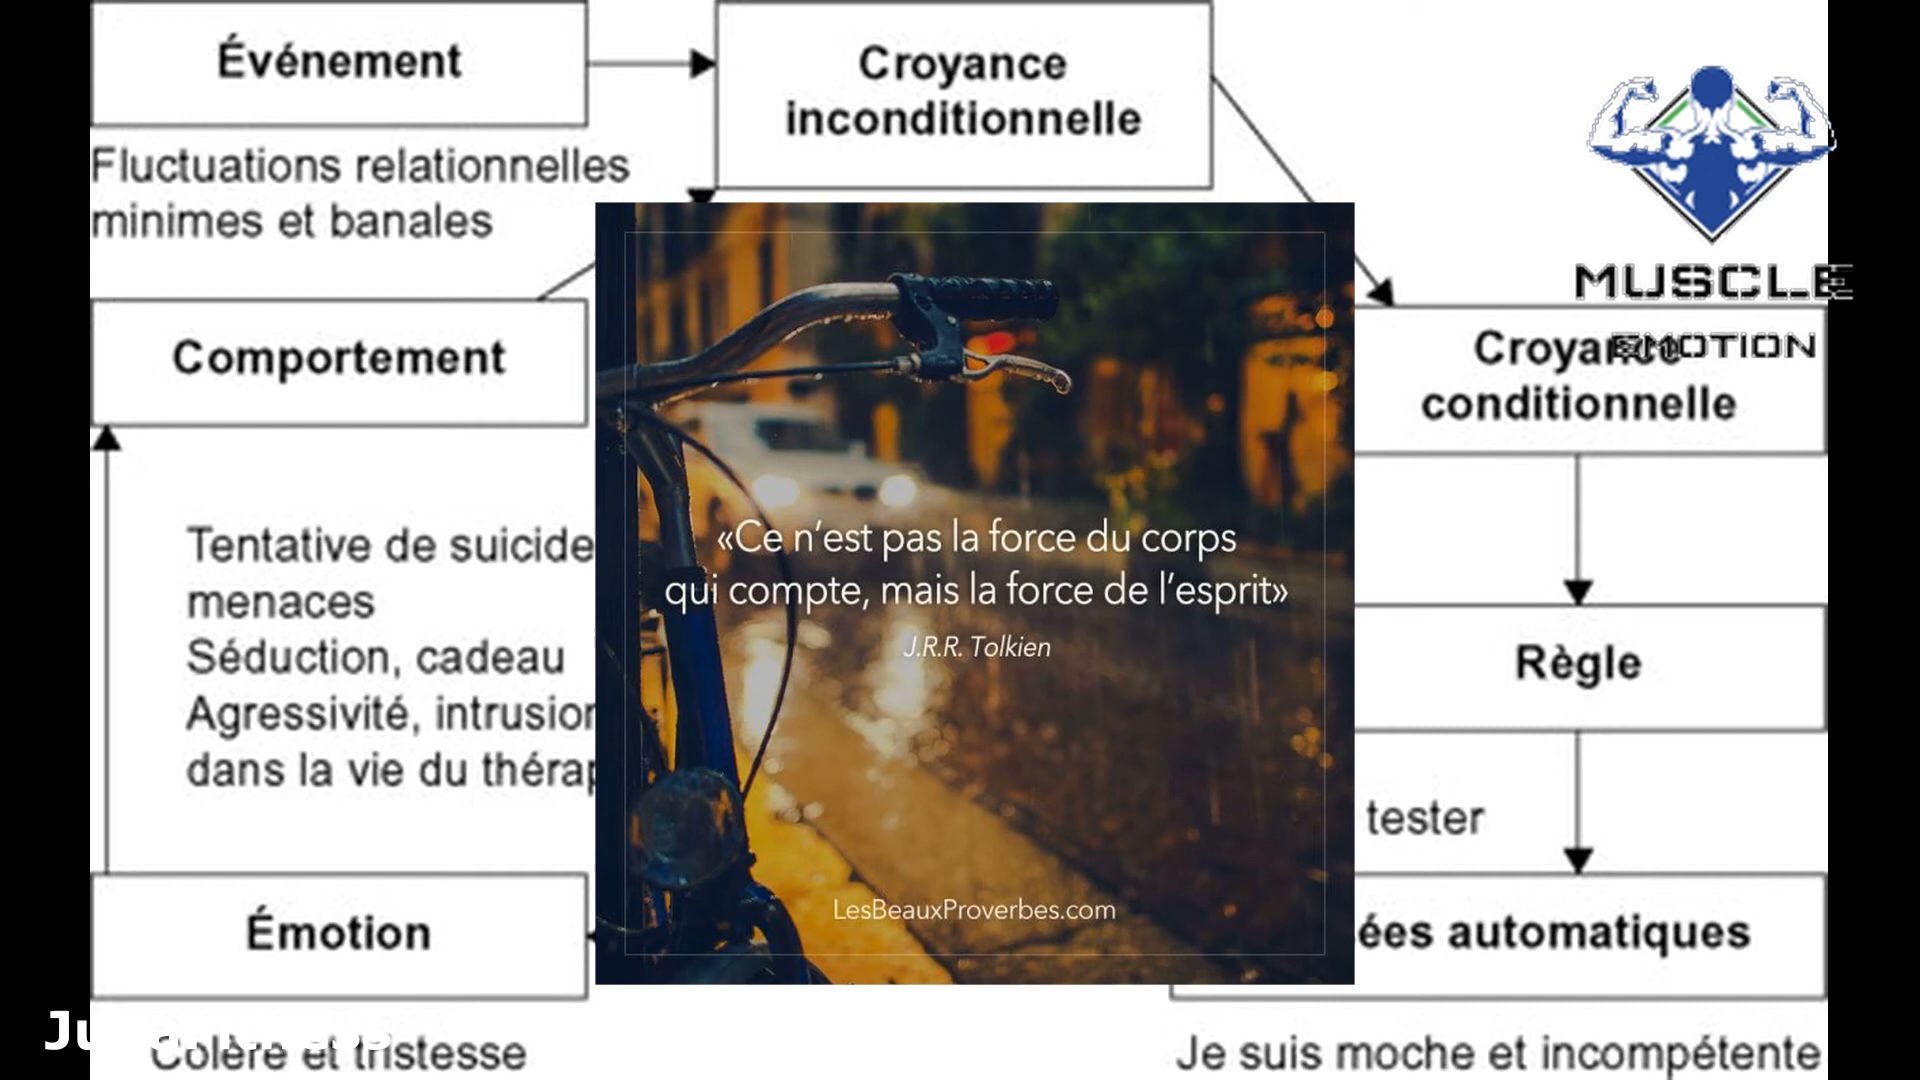 Événement
Croyance
inconditionnelle
Fluctuations relationnelles
minimes et banales
MUSCLE
EMOTION
Comportement
Croyance
conditionnelle
Tentative de suicide
menaces
Séduction, cadeau
Agressivité, intrusion
dans la vie du
«Ce n’est pas la force du corps
qui compte, mais la force de l’esprit»
J.R.R. Tolkien
LesBeauxProverbes.com
Règle
tester
Émotion
ées automatiques
Colère et tristesse
Je suis moche et incompétente